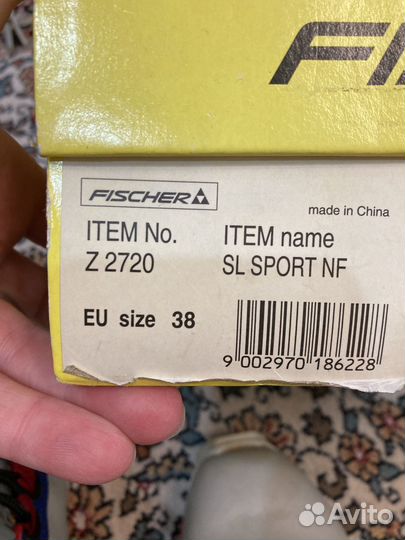 FISCHER
made in China
ITEM No. ITEM name
Z 2720 SL SPORT NF
EU size 38
9 002970 186228
Avito